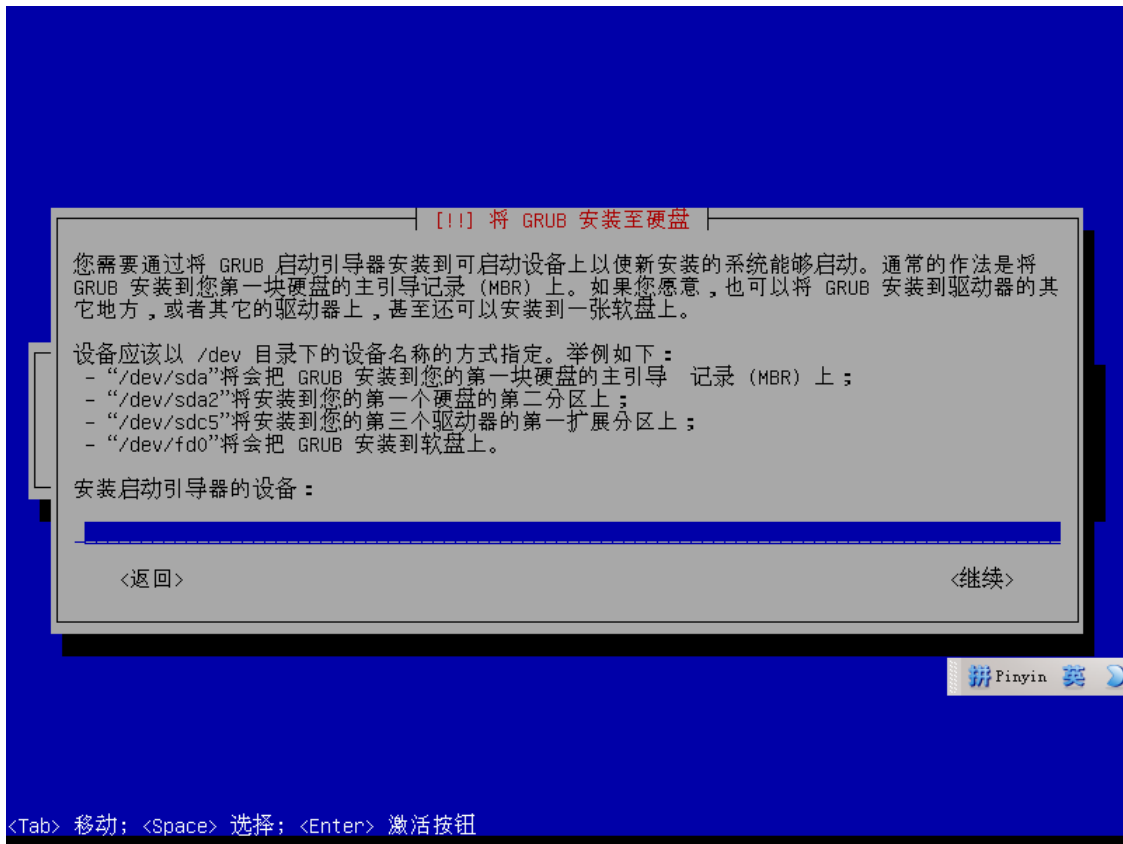 [!!] 将 GRUB 安装至硬盘
您需要通过将 GRUB 启动引导器安装到可启动设备上以使新安装的系统能够启动。通常的作法是将
GRUB 安装到您第一块硬盘的主引导记录 (MBR) 上。如果您愿意,也可以将 GRUB 安装到驱动器的其
它地方,或者其它的驱动器上,甚至还可以安装到一张软盘上。
设备应该以 /dev 目录下的设备名称的方式指定。举例如下:
- “/dev/sda”将会把 GRUB 安装到您的第一块硬盘的主引导 记录 (MBR) 上;
- “/dev/sda2”将安装到您的第一个硬盘的第二分区上;
- “/dev/sdc5”将安装到您的第三个驱动器的第一扩展分区上;
- “/dev/fd0”将会把 GRUB 安装到软盘上。
安装启动引导器的设备:
<返回> <继续>
拼 Pinyin 英
<Tab> 移动; <Space> 选择; <Enter> 激活按钮